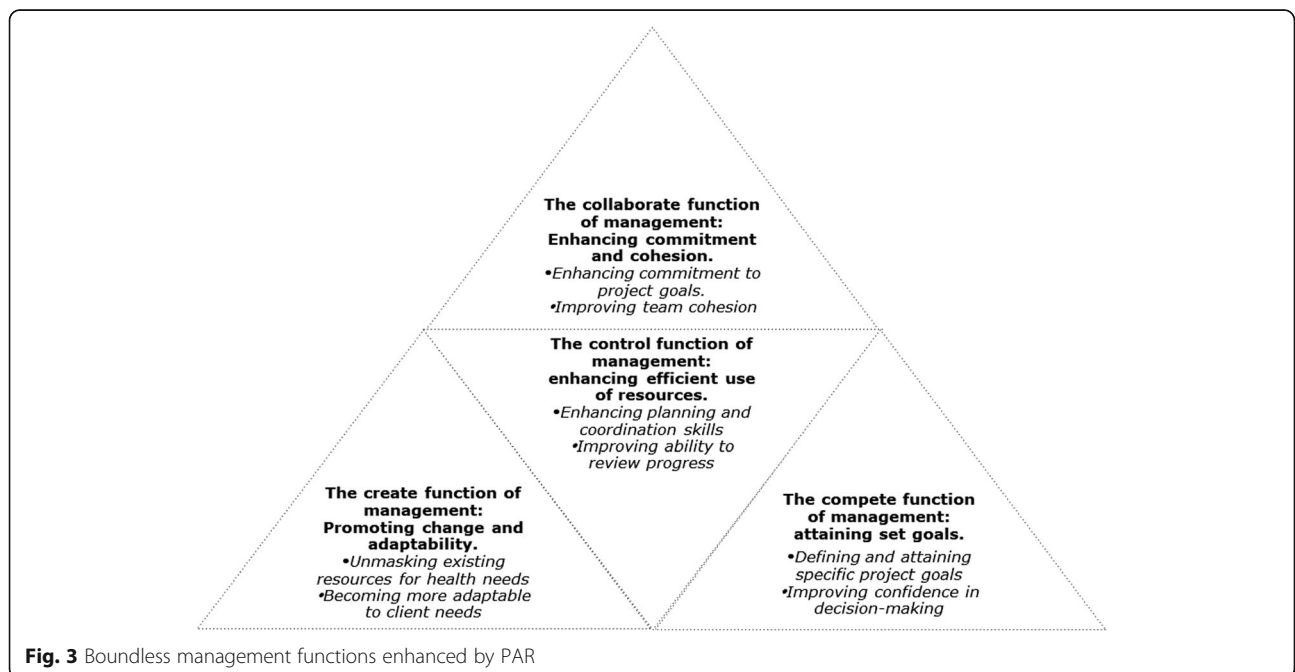 The collaborate function
of management:
Enhancing commitment
and cohesion.
•Enhancing commitment to
project goals.
•Improving team cohesion
The control function of
management:
enhancing efficient use
of resources.
•Enhancing planning and
coordination skills
•Improving ability to
review progress
The create function of
management:
Promoting change and
adaptability.
•Unmasking existing
resources for health needs
•Becoming more adaptable
to client needs
The compete function
of management:
attaining set goals.
•Defining and attaining
specific project goals
•Improving confidence in
decision-making
Fig. 3 Boundless management functions enhanced by PAR